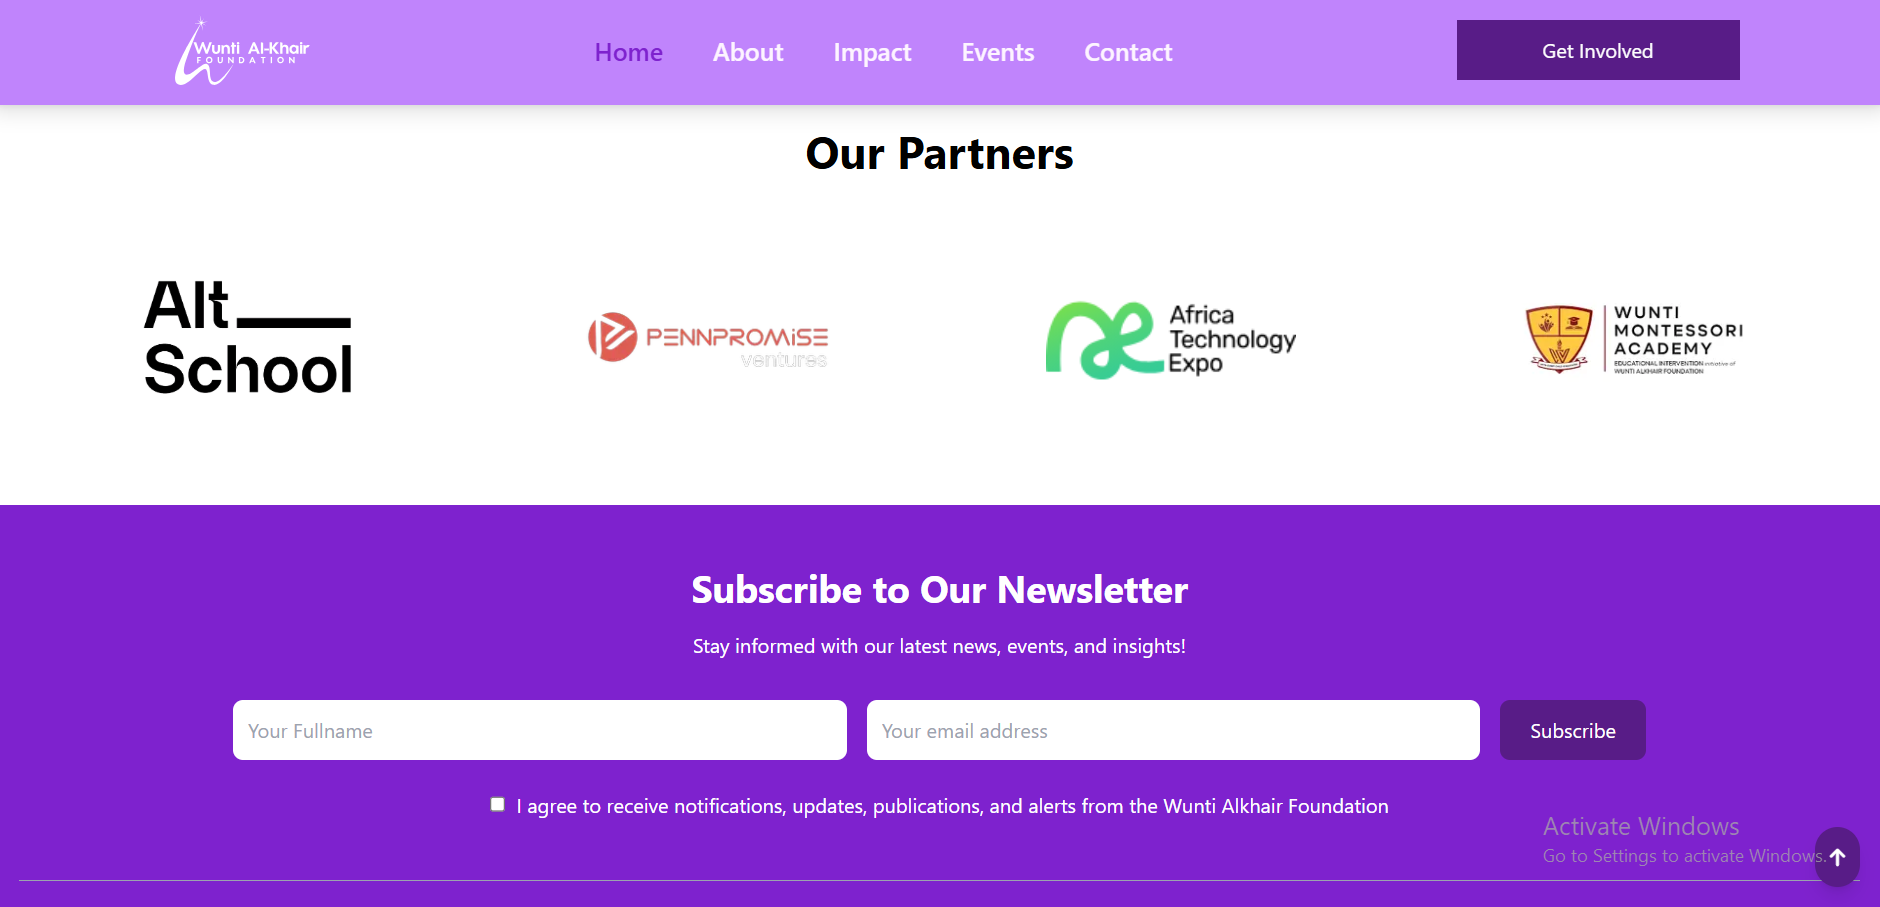 Wunti Al-Khair
FOUNDATION
Home
About
Impact
Events
Contact
Get Involved
Our Partners
Alt
School
PENNPROMiSE
ventures
Africa
Technology
Expo
WUNTI
MONTESSORI
ACADEMY
EDUCATIONAL INTERVENTION initiative of
WUNTI ALKHAIR FOUNDATION
Subscribe to Our Newsletter
Stay informed with our latest news, events, and insights!
Your Fullname
Your email address
Subscribe
I agree to receive notifications, updates, publications, and alerts from the Wunti Alkhair Foundation
Activate Windows
Go to Settings to activate Windows.